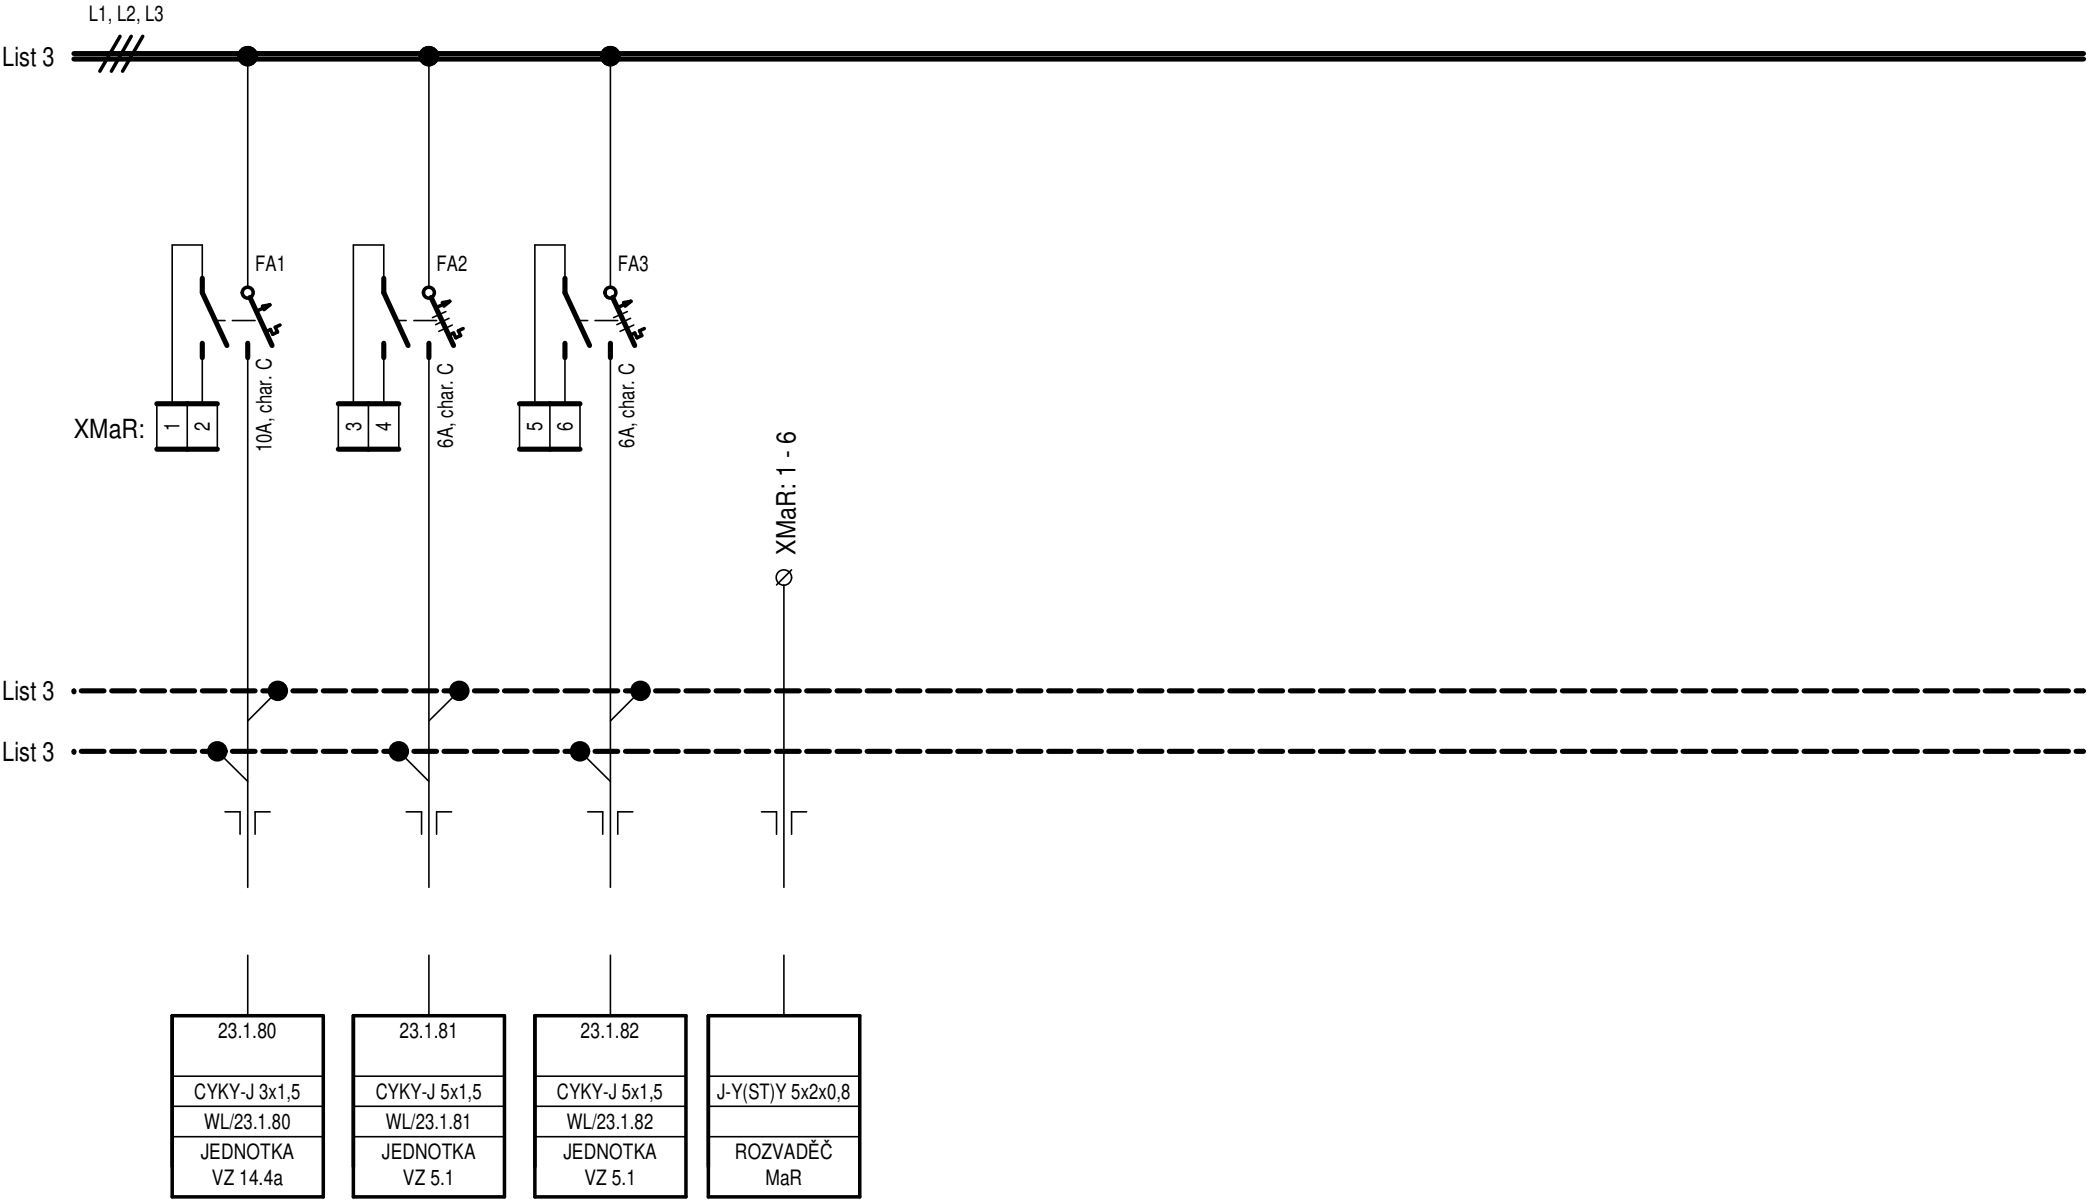 L1, L2, L3
List 3
FA1
FA2
FA3
10A, char. C
6A, char. C
6A, char. C
XMaR:
1
2
3
4
5
6
XMaR: 1 - 6
List 3
List 3
23.1.80
CYKY-J 3x1,5
WL/23.1.80
JEDNOTKA
VZ 14.4a
23.1.81
CYKY-J 5x1,5
WL/23.1.81
JEDNOTKA
VZ 5.1
23.1.82
CYKY-J 5x1,5
WL/23.1.82
JEDNOTKA
VZ 5.1
J-Y(ST)Y 5x2x0,8
ROZVADĚČ
MaR